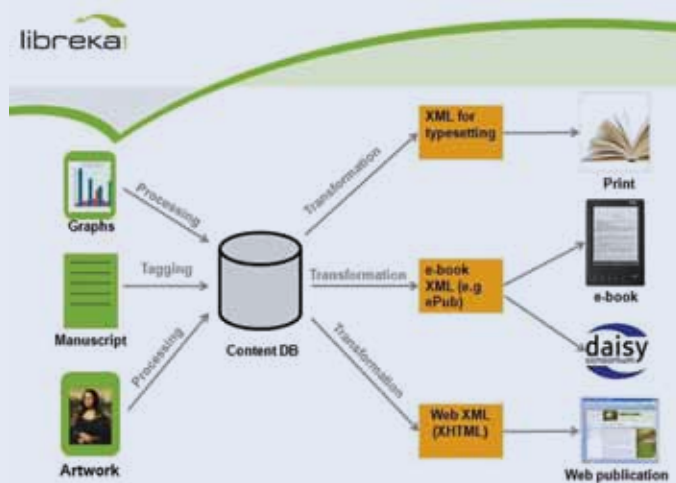 libreka!
XML for
typesetting
Print
Transformation
Processing
Graphs
Tagging
Manuscript
Content DB
Transformation
e-book
XML (e.g
ePub)
e-book
daisy
consortium
Processing
Artwork
Transformation
Web XML
(XHTML)
Web publication